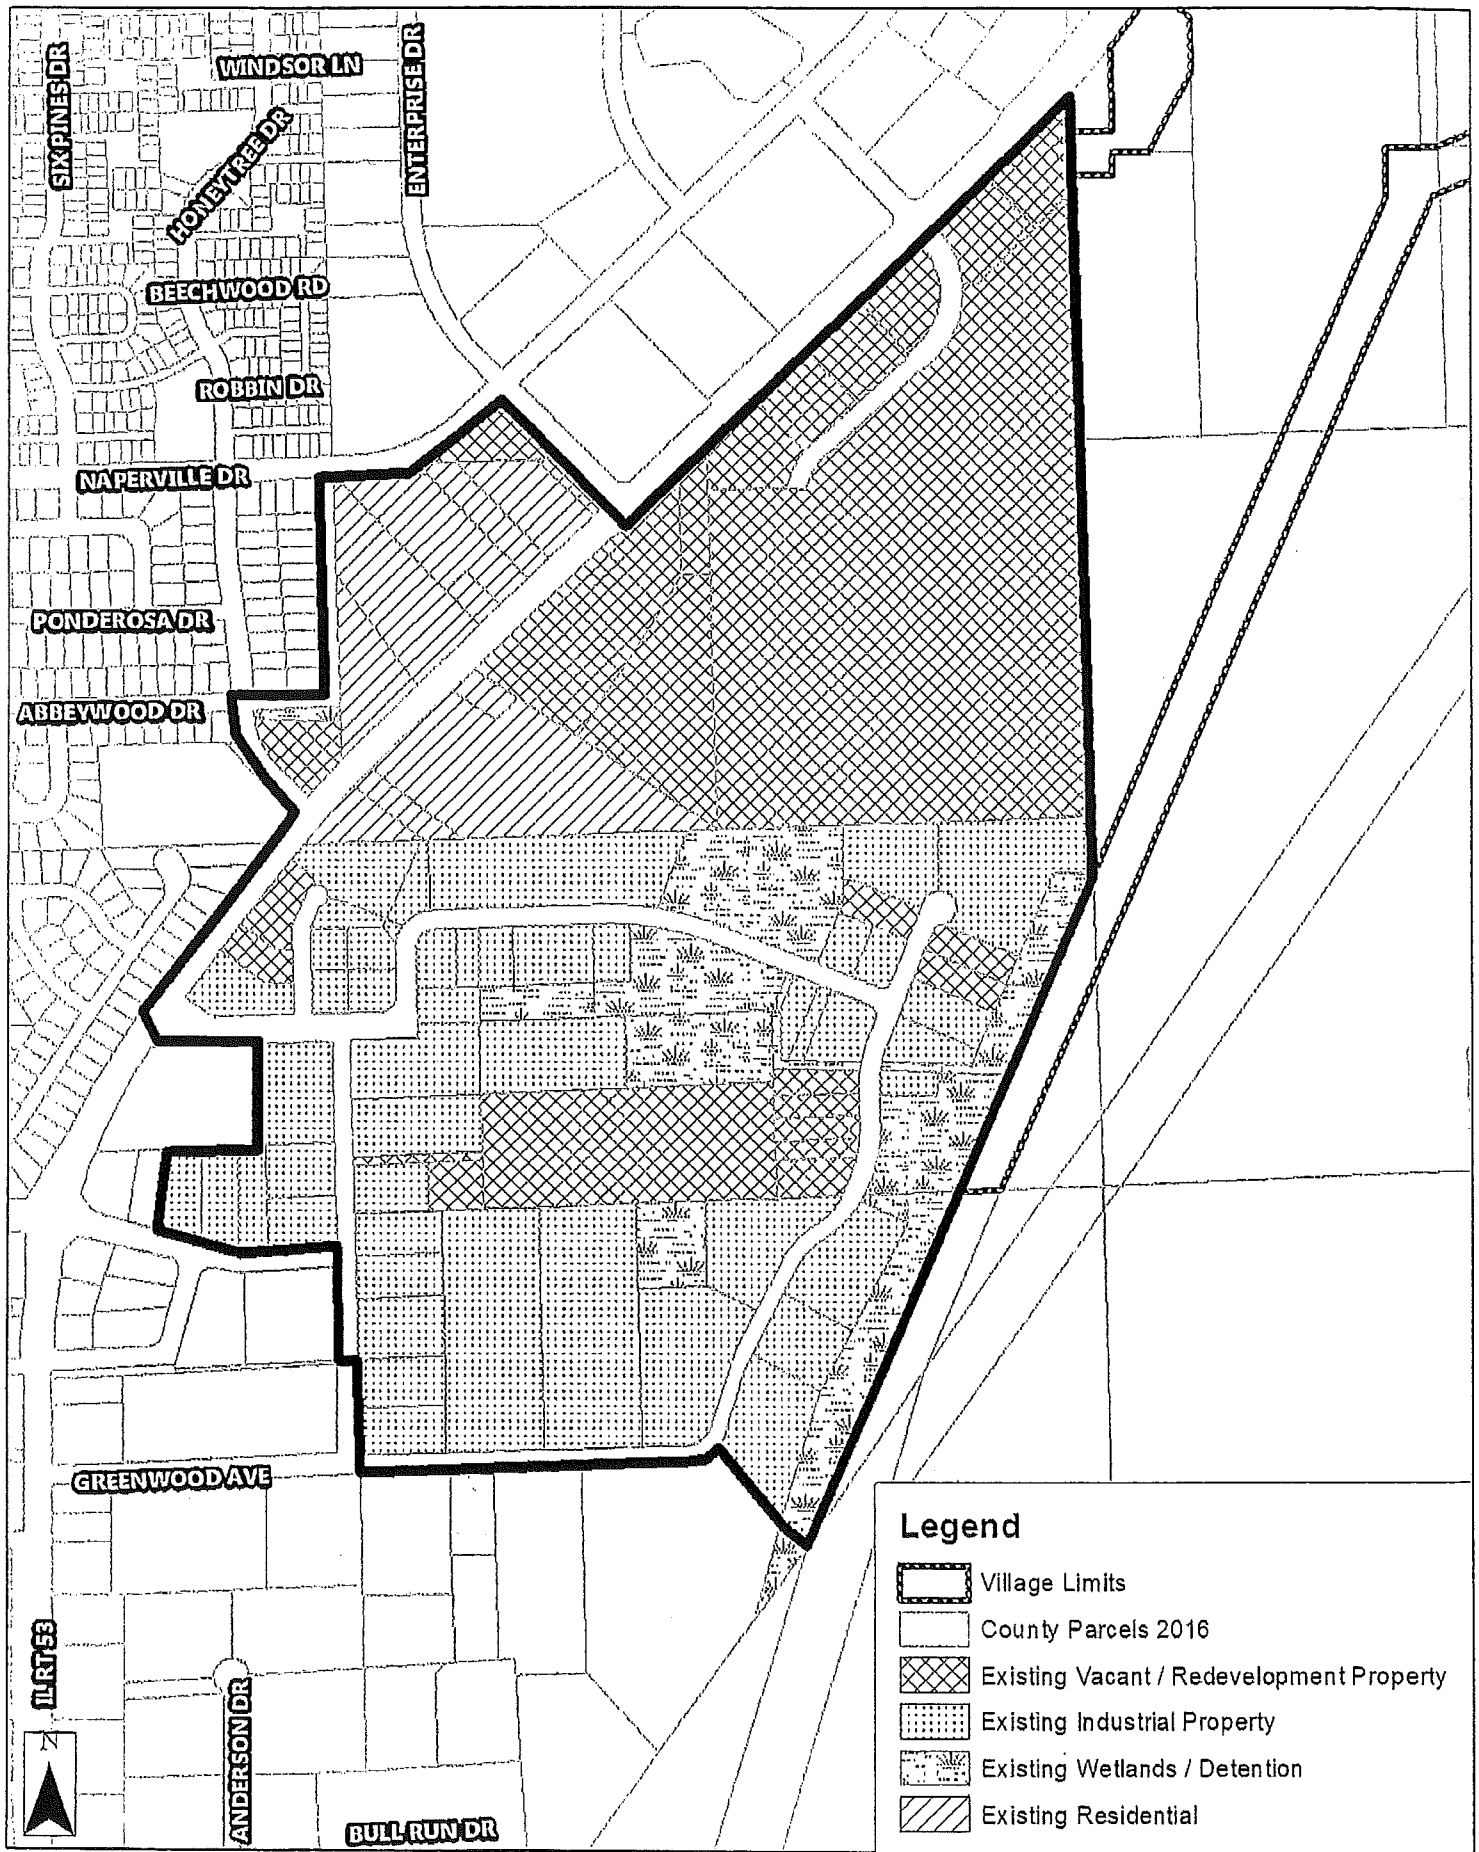 SIX PINES DR
WINDSOR LN
ENTERPRISE DR
HONEYTREE DR
BEECHWOOD RD
ROBBIN DR
NAPERVILLE DR
PONDEROSA DR
ABBEYWOOD DR
GREENWOOD AVE
IL RT 53
ANDERSON DR
BULL RUN DR
N
Legend
Village Limits
County Parcels 2016
Existing Vacant / Redevelopment Property
Existing Industrial Property
Existing Wetlands / Detention
Existing Residential